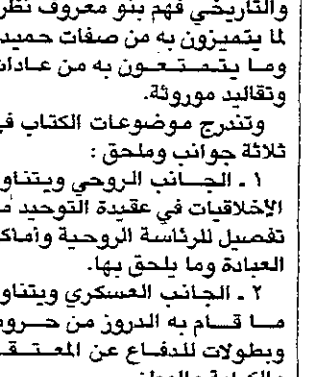 والتاريخي فهم بنو معروف نظر
لما يتميزون به من صفات حميد
وما يتمتعون به من عادات
وتقاليد موروثة.
وتندرج موضوعات الكتاب في
ثلاثة جوانب وملحق :
١ ـ الجانب الروحي ويتناو
الإخلاقيات في عقيدة التوحيد
تفصيل للرئاسة الروحية وأماك
العبادة وما يلحق بها.
٢ ـ الجانب العسكري ويتناو
ما قام به الدروز من حرو
وبطولات للدفاع عن المعتق